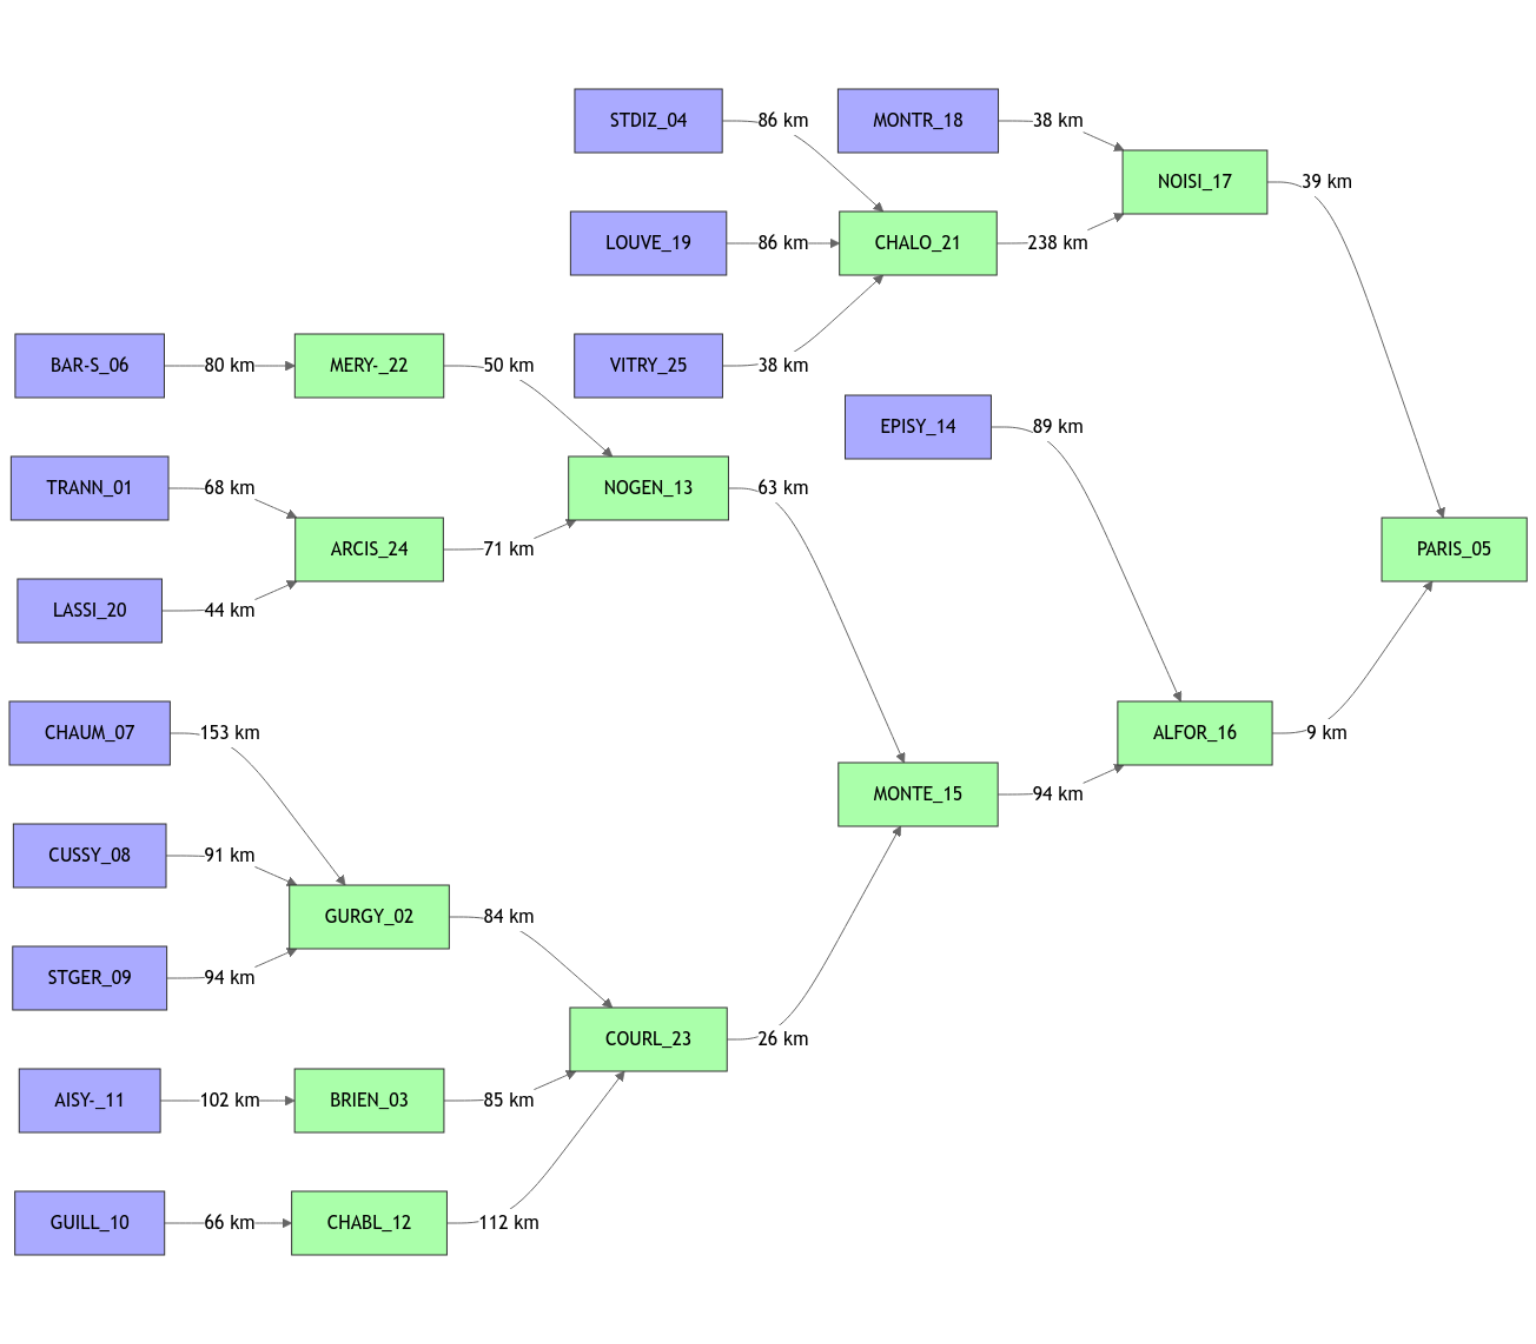 STDIZ_04 86 km MONTR_18 38 km
NOISI_17 39 km
LOUVE_19 86 km CHALO_21 238 km
BAR-S_06 80 km MERY-_22 50 km VITRY_25 38 km
EPISY_14 89 km
TRANN_01 68 km NOGEN_13 63 km
ARCIS_24 71 km PARIS_05
LASSI_20 44 km
CHAUM_07 153 km ALFOR_16 9 km
MONTE_15 94 km
CUSSY_08 91 km
GURGY_02 84 km
STGER_09 94 km
COURL_23 26 km
AISY-_11 102 km BRIEN_03 85 km
GUILL_10 66 km CHABL_12 112 km